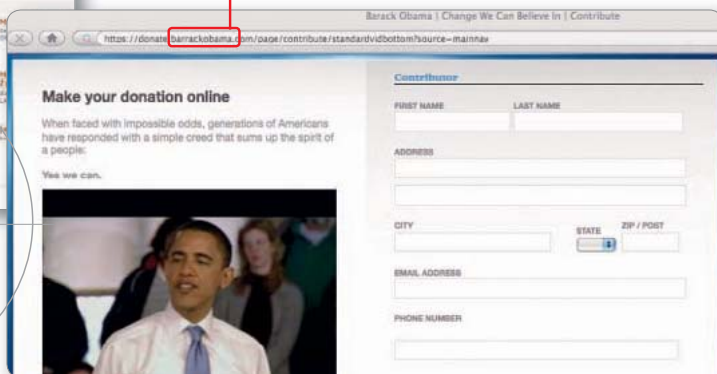 Barack Obama | Change We Can Believe In | Contribute
https://donate.barrackobama.com/page/contribute/standardvidbottom?source=mainnav
Make your donation online
When faced with impossible odds, generations of Americans
have responded with a simple creed that sums up the spirit of
a people:
Yes we can.
Contributor
FIRST NAME LAST NAME
ADDRESS
CITY STATE ZIP / POST
EMAIL ADDRESS
PHONE NUMBER